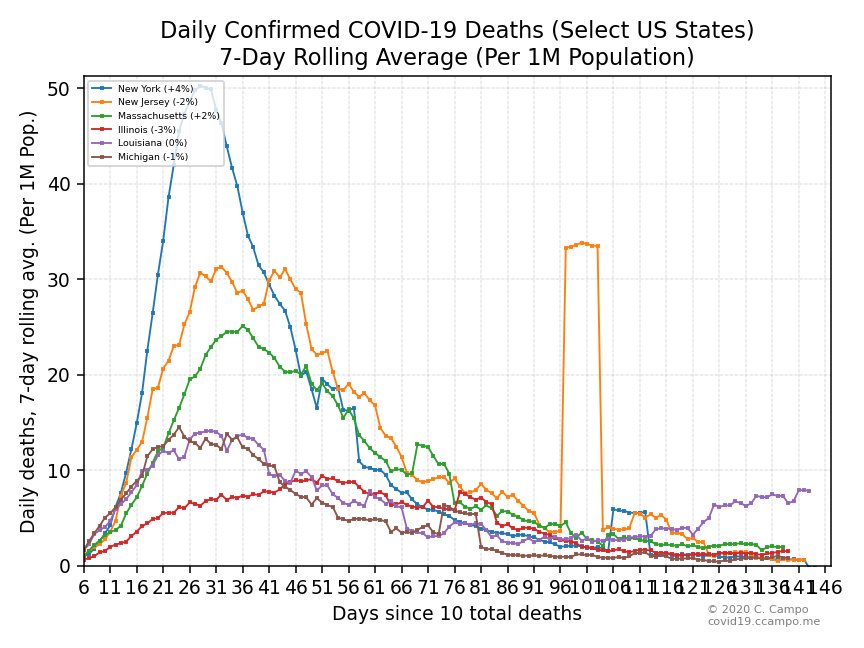 Daily Confirmed COVID-19 Deaths (Select US States)
7-Day Rolling Average (Per 1M Population)
Daily deaths, 7-day rolling avg. (Per 1M Pop.)
50
40
30
20
10
0
New York (+4%)
New Jersey (-2%)
Massachusetts (+2%)
Illinois (-3%)
Louisiana (0%)
Michigan (-1%)
6 11 16 21 26 31 36 41 46 51 56 61 66 71 76 81 86 91 96 101 106 111 116 121 126 131 136 141 146
Days since 10 total deaths
© 2020 C. Campo
covid19.ccampo.me